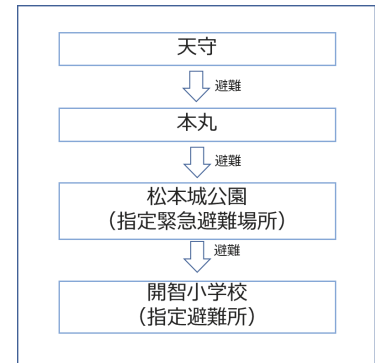 天守
避難
本丸
避難
松本城公園
（指定緊急避難場所）
避難
開智小学校
（指定避難所）